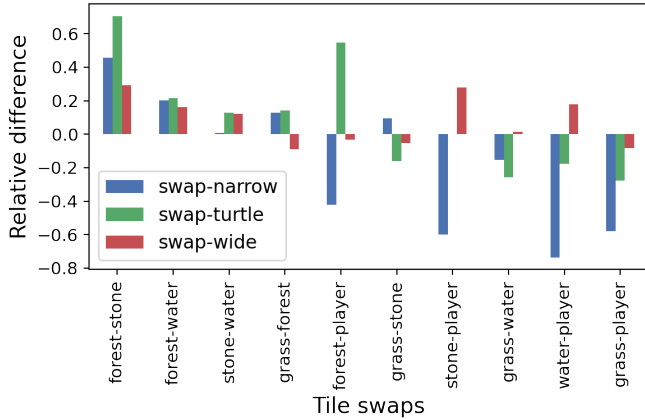 Relative difference
0.6
0.4
0.2
0.0
−0.2
−0.4
−0.6
−0.8
swap-narrow
swap-turtle
swap-wide
forest-stone
forest-water
stone-water
grass-forest
forest-player
grass-stone
stone-player
grass-water
water-player
grass-player
Tile swaps